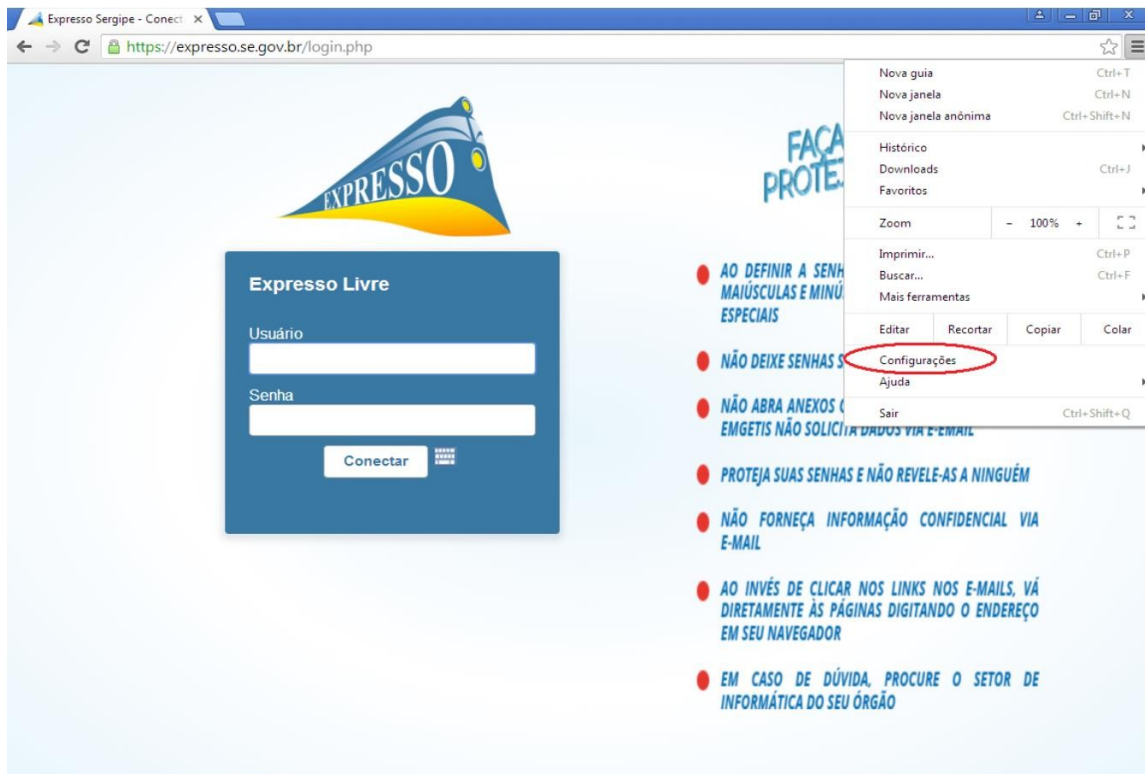 Expresso Sergipe - Conect
https://expresso.se.gov.br/login.php
EXPRESSO
EXPRESSO
Expresso Livre
Usuário
Senha
Conectar
FAÇA
AO DEFINIR A SENH
MAIÚSCULAS E MINÚ
ESPECIAIS
NÃO DEIXE SENHAS S
NÃO ABRA ANEXOS
EMGETIS NÃO SOLICITA DADOS VIA E-EMAIL
PROTEJA SUAS SENHAS E NÃO REVELE-AS A NINGUÉM
NÃO FORNEÇA INFORMAÇÃO CONFIDENCIAL VIA
E-MAIL
AO INVÉS DE CLICAR NOS LINKS NOS E-MAILS, VÁ
DIRETAMENTE ÀS PÁGINAS DIGITANDO O ENDEREÇO
EM SEU NAVEGADOR
EM CASO DE DÚVIDA, PROCURE O SETOR DE
INFORMÁTICA DO SEU ÓRGÃO
Nova guia Ctrl+T
Nova janela Ctrl+N
Nova janela anônima Ctrl+Shift+N
Histórico
Downloads Ctrl+J
Favoritos
Zoom - 100% +
Imprimir... Ctrl+P
Buscar... Ctrl+F
Mais ferramentas
Editar Recortar Copiar Colar
Configurações
Ajuda
Sair Ctrl+Shift+Q